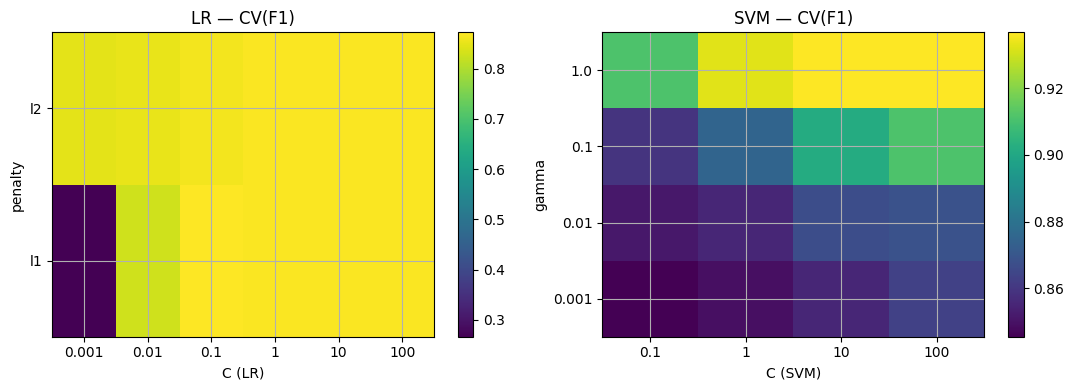 LR — CV(F1)
l2
l1
penalty
0.001 0.01 0.1 1 10 100
C (LR)
0.8
0.7
0.6
0.5
0.4
0.3
SVM — CV(F1)
1.0
0.1
0.01
0.001
gamma
0.1 1 10 100
C (SVM)
0.92
0.90
0.88
0.86